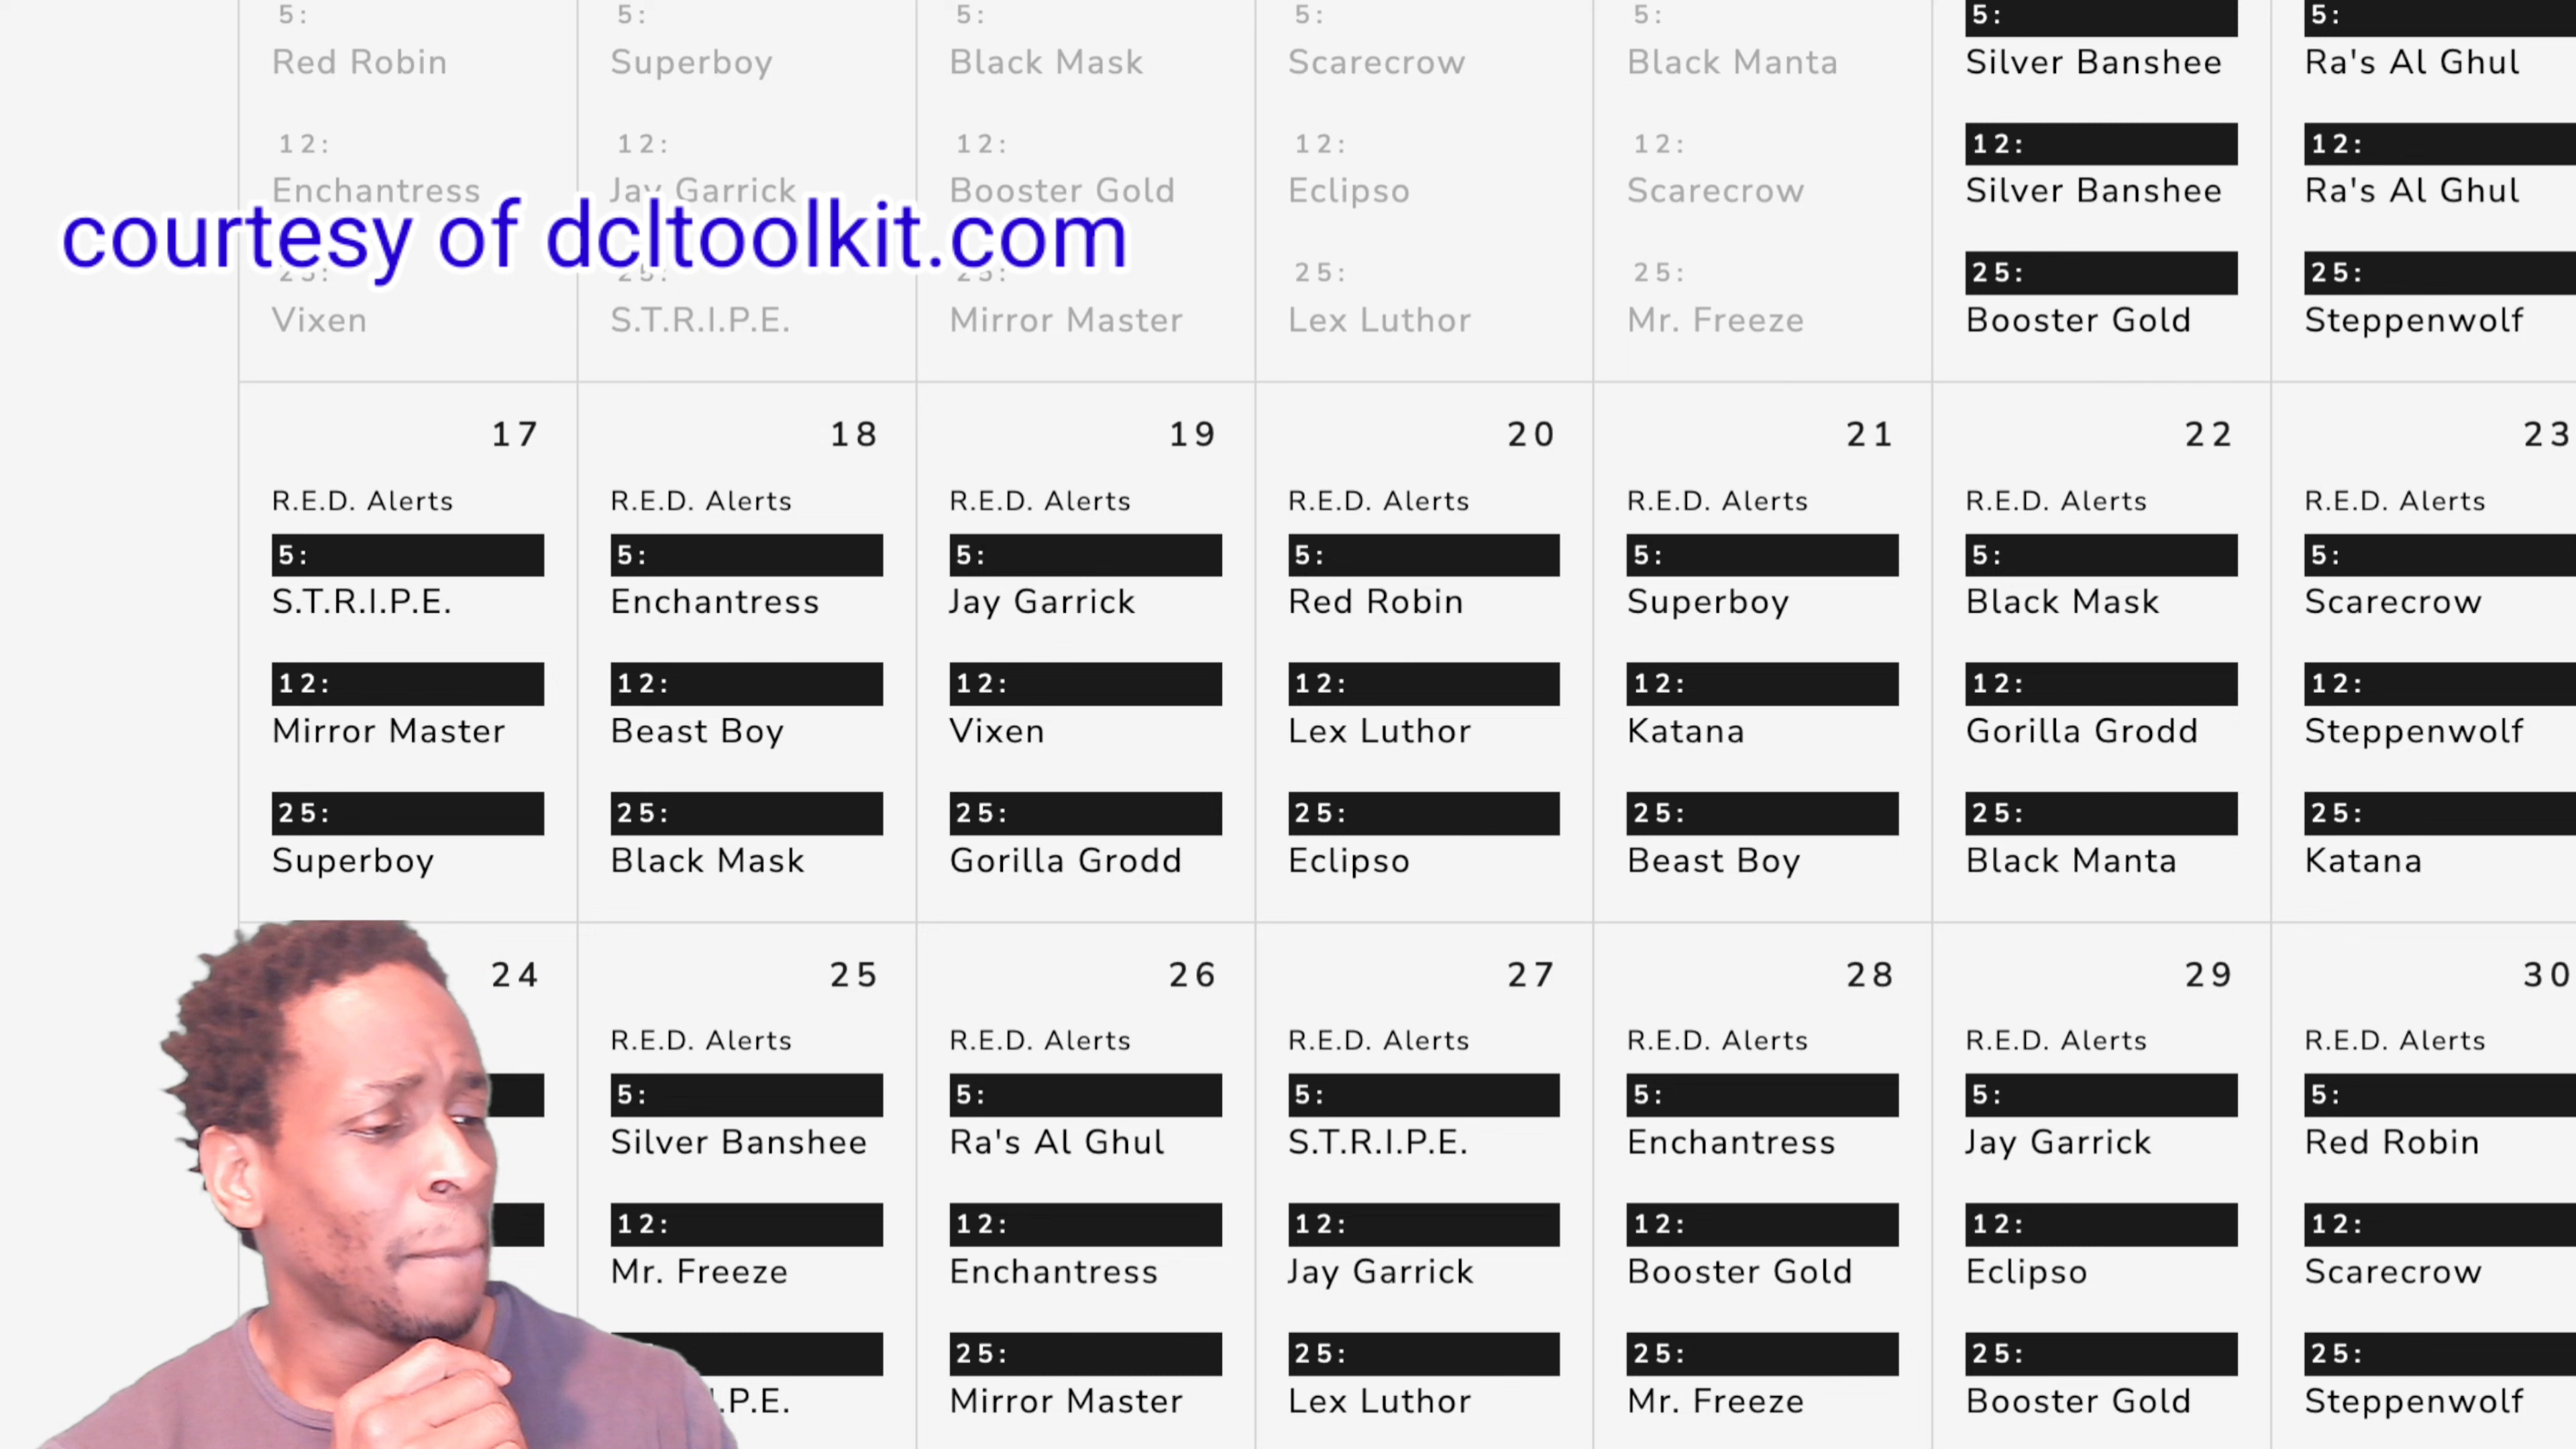 5:
Red Robin
12:
Enchantress
25:
Vixen
5:
Superboy
12:
Jay Garrick
25:
S.T.R.I.P.E.
5:
Black Mask
12:
Booster Gold
25:
Mirror Master
5:
Scarecrow
12:
Eclipso
25:
Lex Luthor
5:
Black Manta
12:
Scarecrow
25:
Mr. Freeze
5:
Silver Banshee
12:
Silver Banshee
25:
Booster Gold
5:
Ra's Al Ghul
12:
Ra's Al Ghul
25:
Steppenwolf
courtesy of dcltoolkit.com
17
R.E.D. Alerts
5:
S.T.R.I.P.E.
12:
Mirror Master
25:
Superboy
18
R.E.D. Alerts
5:
Enchantress
12:
Beast Boy
25:
Black Mask
19
R.E.D. Alerts
5:
Jay Garrick
12:
Vixen
25:
Gorilla Grodd
20
R.E.D. Alerts
5:
Red Robin
12:
Lex Luthor
25:
Eclipso
21
R.E.D. Alerts
5:
Superboy
12:
Katana
25:
Beast Boy
22
R.E.D. Alerts
5:
Black Mask
12:
Gorilla Grodd
25:
Black Manta
23
R.E.D. Alerts
5:
Scarecrow
12:
Steppenwolf
25:
Katana
24
25
R.E.D. Alerts
5:
Silver Banshee
12:
Mr. Freeze
.P.E.
26
R.E.D. Alerts
5:
Ra's Al Ghul
12:
Enchantress
25:
Mirror Master
27
R.E.D. Alerts
5:
S.T.R.I.P.E.
12:
Jay Garrick
25:
Lex Luthor
28
R.E.D. Alerts
5:
Enchantress
12:
Booster Gold
25:
Mr. Freeze
29
R.E.D. Alerts
5:
Jay Garrick
12:
Eclipso
25:
Booster Gold
30
R.E.D. Alerts
5:
Red Robin
12:
Scarecrow
25:
Steppenwolf